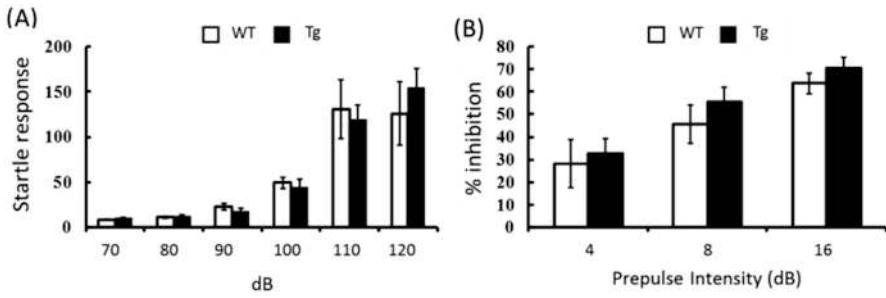 (A)
WT Tg
Startle response
200
150
100
50
0
70 80 90 100 110 120
dB
(B)
WT Tg
% inhibition
80
70
60
50
40
30
20
10
0
4 8 16
Prepulse Intensity (dB)